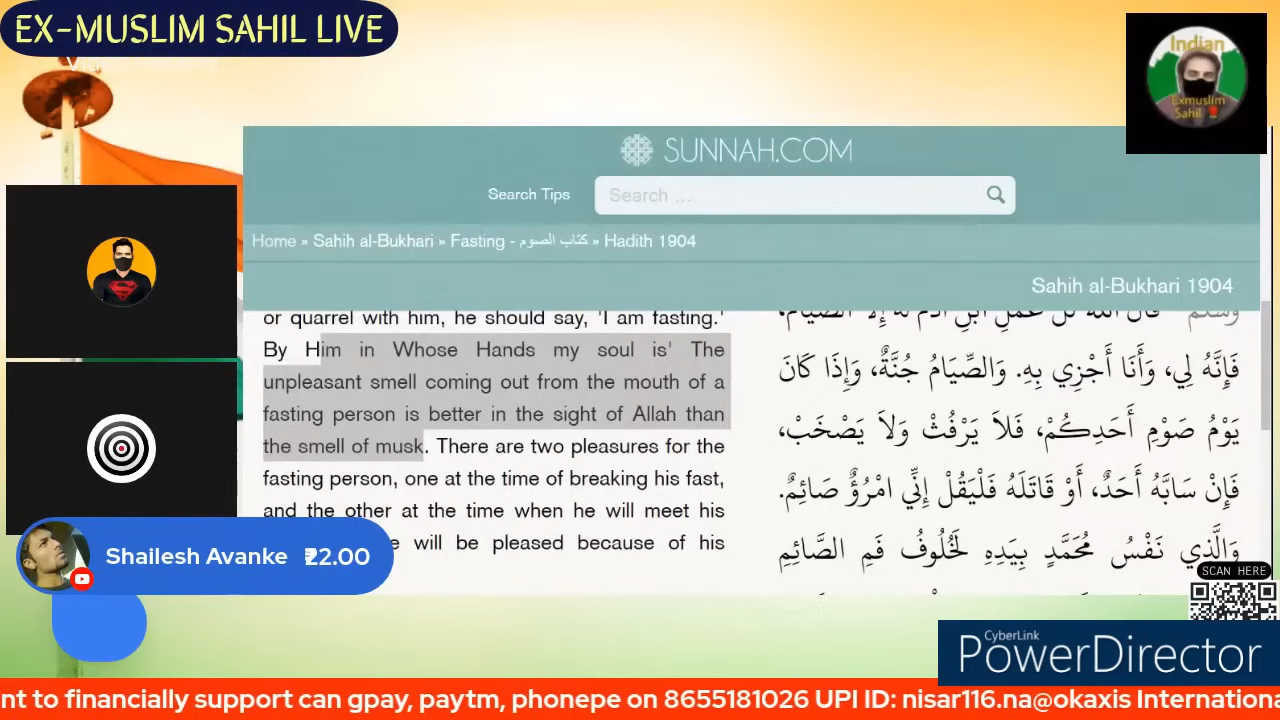 EX-MUSLIM SAHIL LIVE
Indian
Exmuslim
Sahil
SUNNAH.COM
Search Tips
Search ...
Home » Sahih al-Bukhari » Fasting - كتاب الصوم » Hadith 1904
Sahih al-Bukhari 1904
or quarrel with him, he should say, 'I am fasting.'
By Him in Whose Hands my soul is' The
unpleasant smell coming out from the mouth of a
fasting person is better in the sight of Allah than
the smell of musk. There are two pleasures for the
fasting person, one at the time of breaking his fast,
and the other at the time when he will meet his
will be pleased because of his
فَإِنَّهُ لِي، وَأَنَا أَجْزِي بِهِ. وَالصِّيَامُ جُنَّةٌ، وَإِذَا كَانَ
يَوْمُ صَوْمِ أَحَدِكُمْ، فَلَا يَرْفُثْ وَلاَ يَصْخَبْ،
فَإِنْ سَابَّهُ أَحَدٌ، أَوْ قَاتَلَهُ فَلْيَقُلْ إِنِّي امْرُؤٌ صَائِمٌ.
وَالَّذِي نَفْسُ مُحَمَّدٍ بِيَدِهِ لَخُلُوفُ فَمِ الصَّائِمِ
Shailesh Avanke 22.00
SCAN HERE
CyberLink
PowerDirector
nt to financially support can gpay, paytm, phonepe on 8655181026 UPI ID: nisar116.na@okaxis Internationa